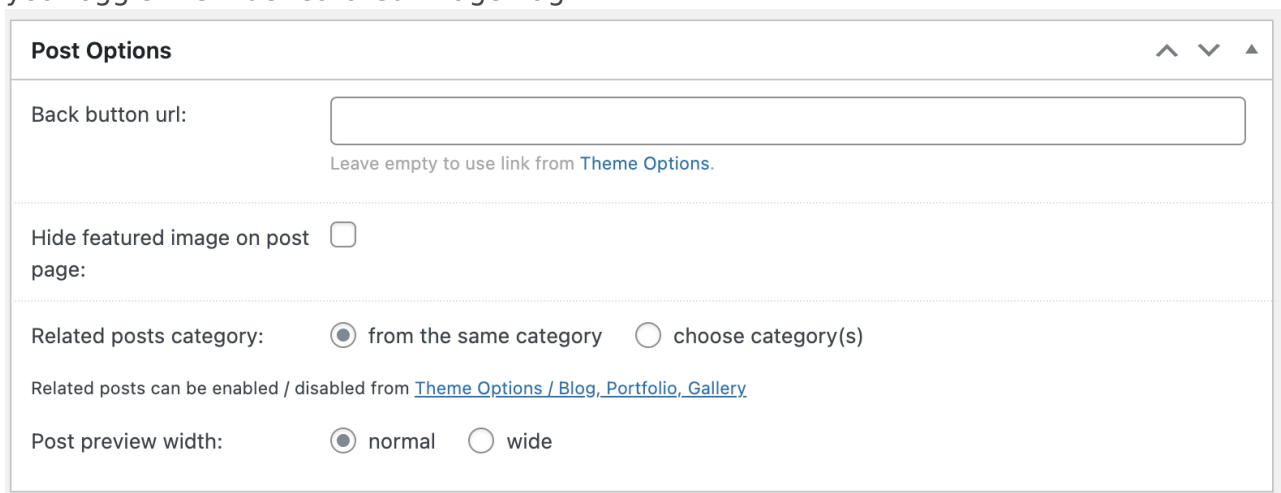 Post Options
Back button url:
Leave empty to use link from Theme Options.
Hide featured image on post
page:
Related posts category: from the same category choose category(s)
Related posts can be enabled / disabled from Theme Options / Blog, Portfolio, Gallery
Post preview width: normal wide